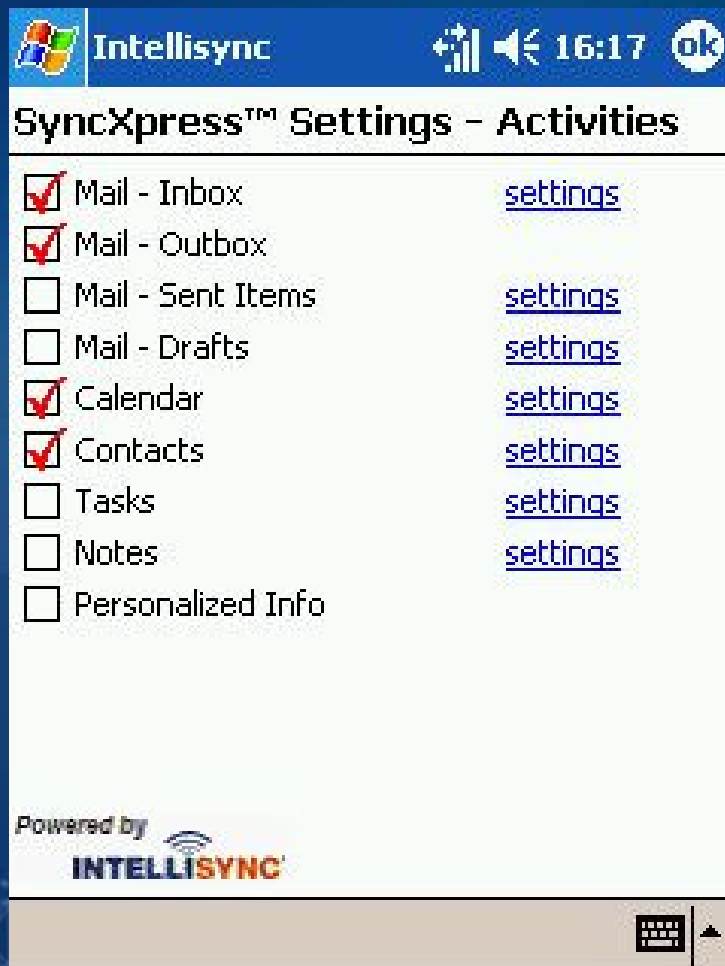 Intellisync 16:17 ok
SyncXpress™ Settings - Activities
Mail - Inbox settings
Mail - Outbox
Mail - Sent Items settings
Mail - Drafts settings
Calendar settings
Contacts settings
Tasks settings
Notes settings
Personalized Info
Powered by
INTELLISYNC